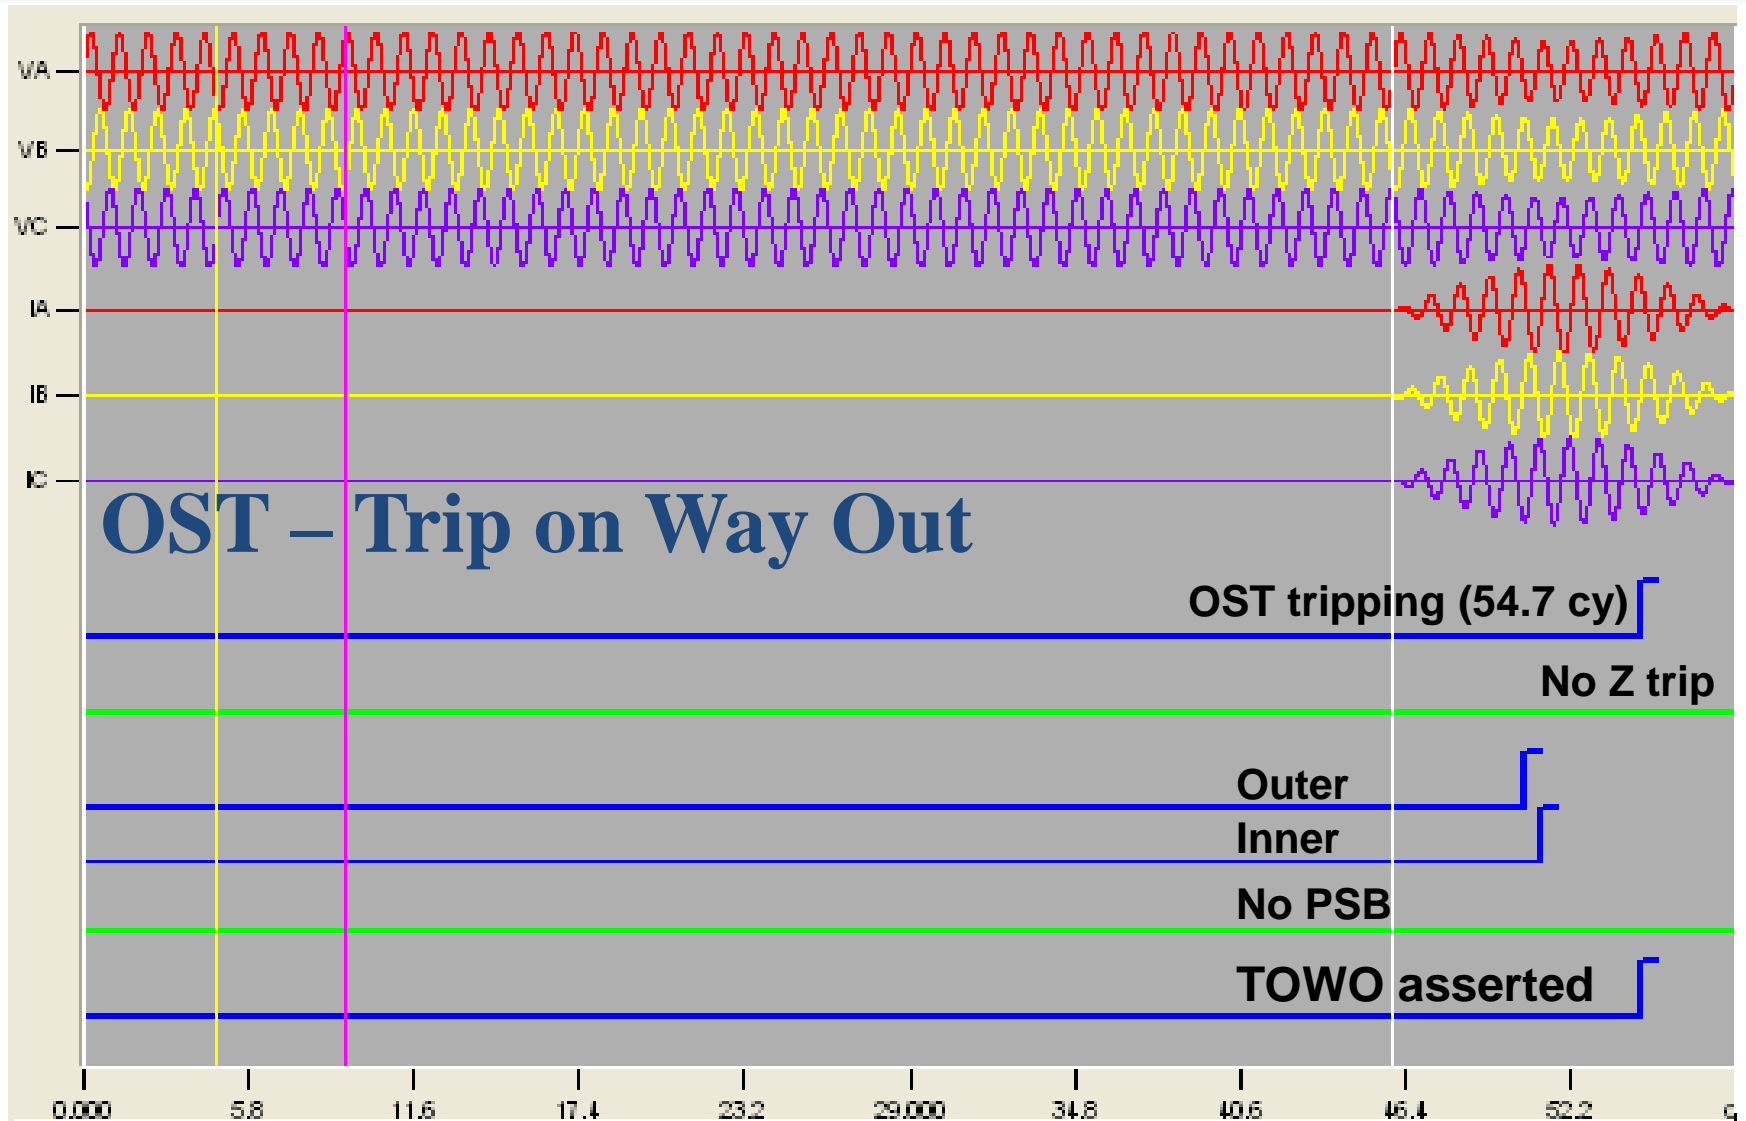 VA
VB
VC
IA
IB
IC
OST – Trip on Way Out
OST tripping (54.7 cy)
No Z trip
Outer
Inner
No PSB
TOWO asserted
0.000 5.8 11.6 17.4 23.2 29.000 34.8 40.6 46.4 52.2